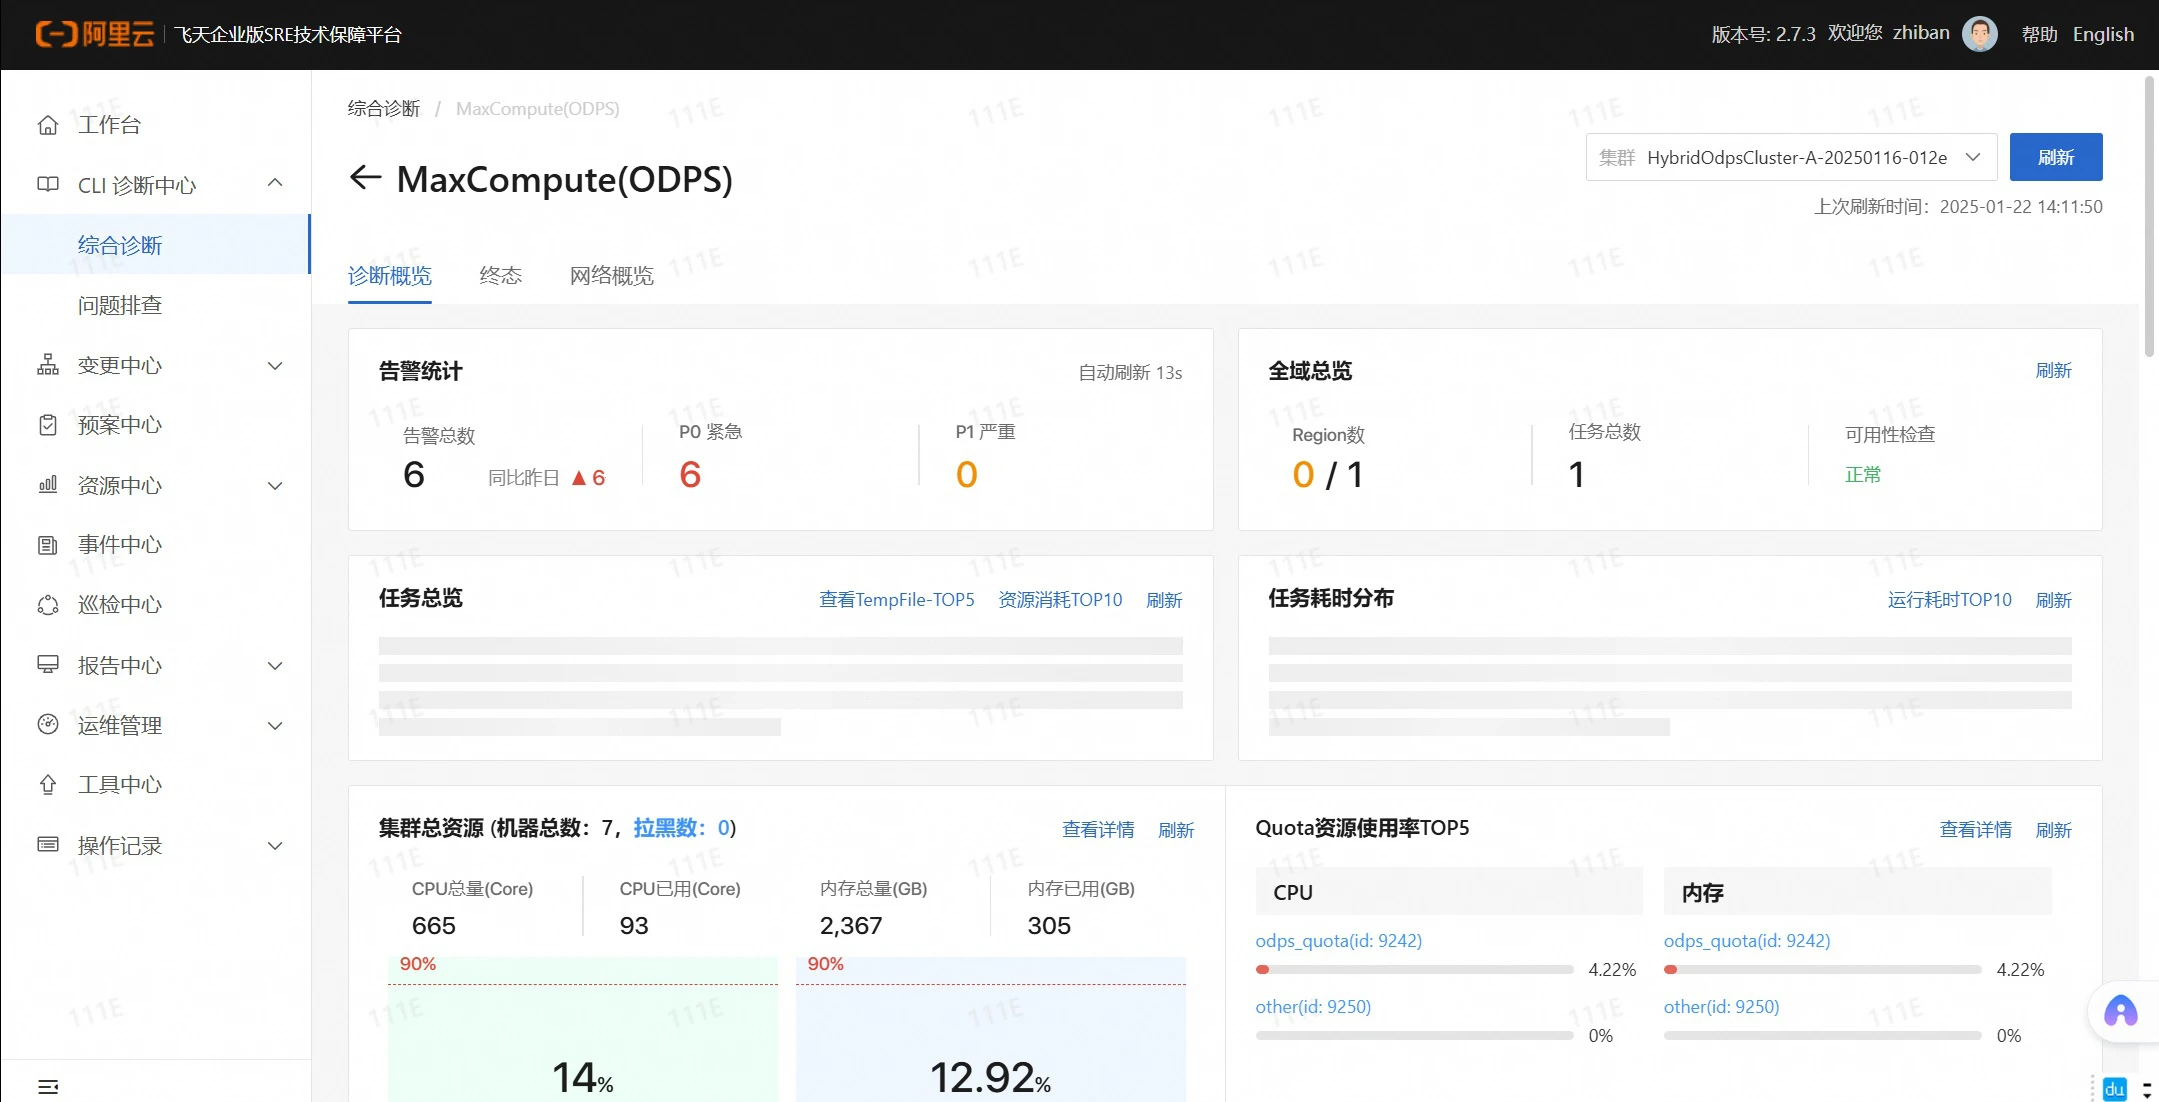 阿里云 飞天企业版SRE技术保障平台 版本号: 2.7.3 欢迎您 zhiban 帮助 English
工作台
CLI 诊断中心
综合诊断
问题排查
变更中心
预案中心
资源中心
事件中心
巡检中心
报告中心
运维管理
工具中心
操作记录
综合诊断 / MaxCompute(ODPS)
MaxCompute(ODPS)
集群 HybridOdpsCluster-A-20250116-012e 刷新
上次刷新时间：2025-01-22 14:11:50
诊断概览 终态 网络概览
告警统计 自动刷新 13s
告警总数 P0 紧急 P1 严重
6 同比昨日 ▲ 6 6 0
全域总览 刷新
Region数 任务总数 可用性检查
0 / 1 1 正常
任务总览 查看TempFile-TOP5 资源消耗TOP10 刷新
任务耗时分布 运行耗时TOP10 刷新
集群总资源 (机器总数：7，拉黑数：0) 查看详情 刷新
CPU总量(Core) CPU已用(Core) 内存总量(GB) 内存已用(GB)
665 93 2,367 305
90% 90%
14% 12.92%
Quota资源使用率TOP5 查看详情 刷新
CPU 内存
odps_quota(id: 9242) odps_quota(id: 9242)
4.22% 4.22%
other(id: 9250) other(id: 9250)
0% 0%
du
111E